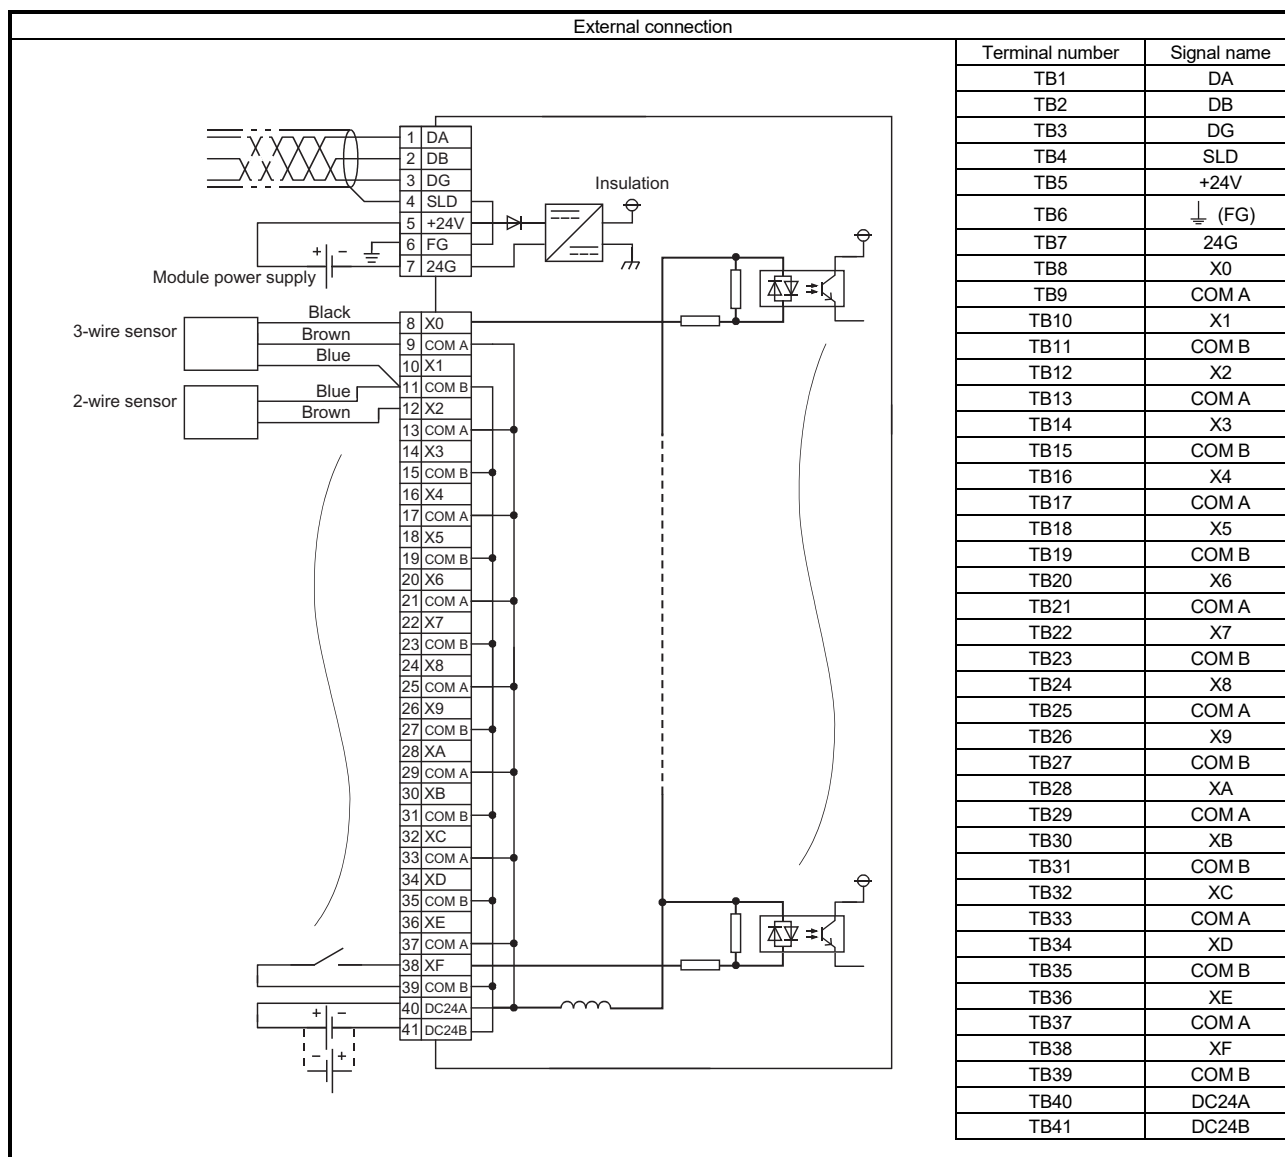 External connection
1 DA
2 DB
3 DG
4 SLD
5 +24V
6 FG
7 24G
Insulation
+ −
Module power supply
Black
3-wire sensor
Brown
Blue
Blue
2-wire sensor
Brown
8 X0
9 COM A
10 X1
11 COM B
12 X2
13 COM A
14 X3
15 COM B
16 X4
17 COM A
18 X5
19 COM B
20 X6
21 COM A
22 X7
23 COM B
24 X8
25 COM A
26 X9
27 COM B
28 XA
29 COM A
30 XB
31 COM B
32 XC
33 COM A
34 XD
35 COM B
36 XE
37 COM A
38 XF
39 COM B
40 DC24A
41 DC24B
+ −
− +
Terminal number Signal name
TB1 DA
TB2 DB
TB3 DG
TB4 SLD
TB5 +24V
TB6 (FG)
TB7 24G
TB8 X0
TB9 COM A
TB10 X1
TB11 COM B
TB12 X2
TB13 COM A
TB14 X3
TB15 COM B
TB16 X4
TB17 COM A
TB18 X5
TB19 COM B
TB20 X6
TB21 COM A
TB22 X7
TB23 COM B
TB24 X8
TB25 COM A
TB26 X9
TB27 COM B
TB28 XA
TB29 COM A
TB30 XB
TB31 COM B
TB32 XC
TB33 COM A
TB34 XD
TB35 COM B
TB36 XE
TB37 COM A
TB38 XF
TB39 COM B
TB40 DC24A
TB41 DC24B